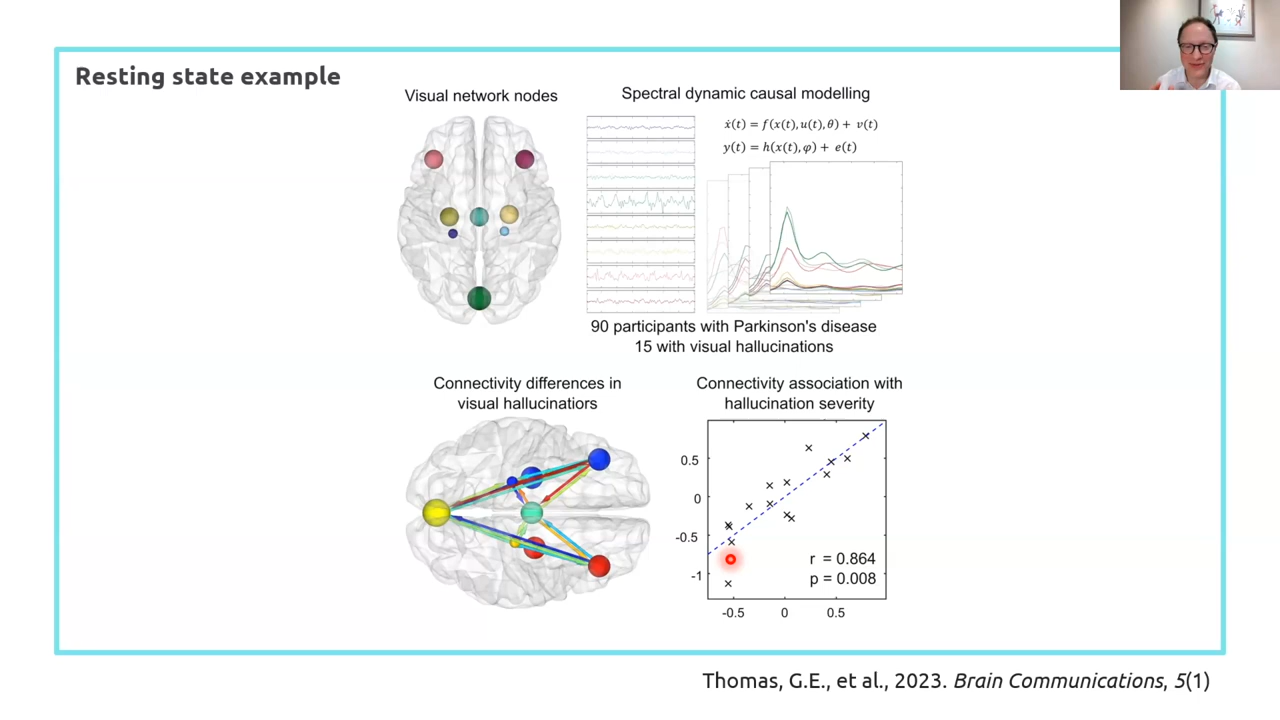 Resting state example
Visual network nodes
Spectral dynamic causal modelling
ẋ(t) = f(x(t), u(t), θ) + v(t)
y(t) = h(x(t), φ) + e(t)
90 participants with Parkinson's disease
15 with visual hallucinations
Connectivity differences in
visual hallucinatiors
Connectivity association with
hallucination severity
0.5
0
-0.5
-1
r = 0.864
p = 0.008
-0.5
0
0.5
Thomas, G.E., et al., 2023. Brain Communications, 5(1)